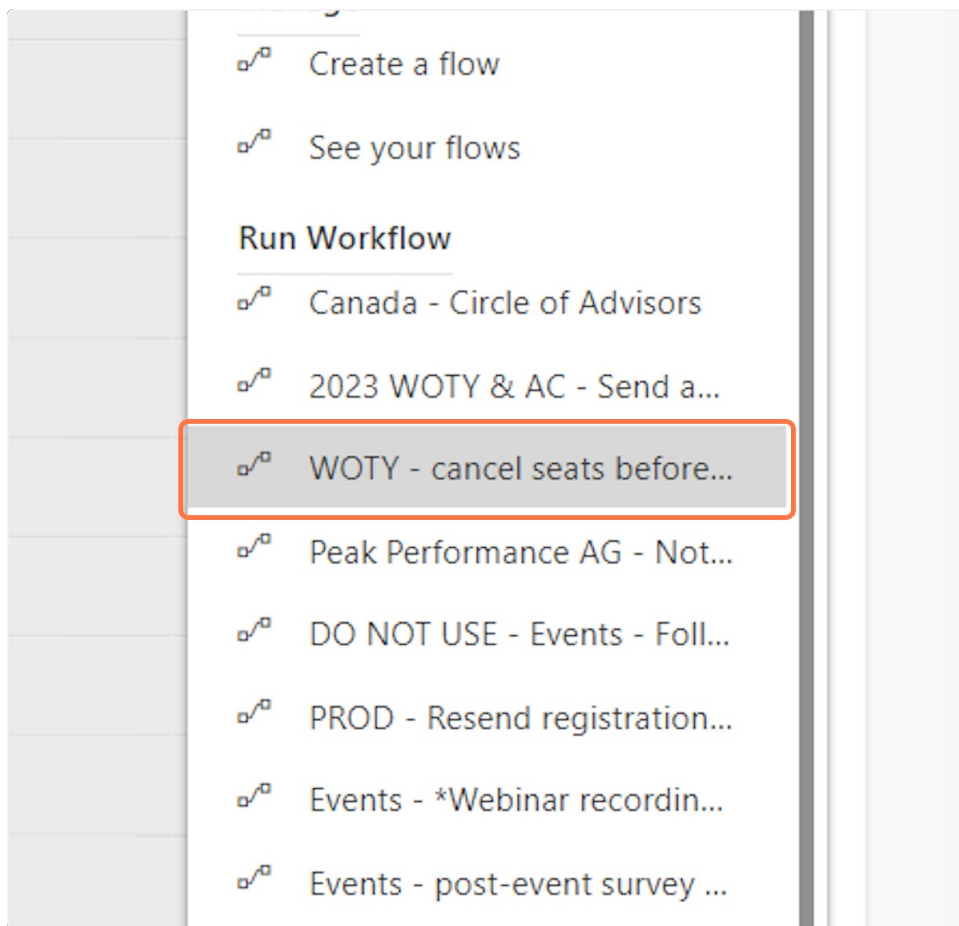 Create a flow
See your flows
Run Workflow
Canada - Circle of Advisors
2023 WOTY & AC - Send a...
WOTY - cancel seats before...
Peak Performance AG - Not...
DO NOT USE - Events - Foll...
PROD - Resend registration...
Events - *Webinar recordin...
Events - post-event survey ...